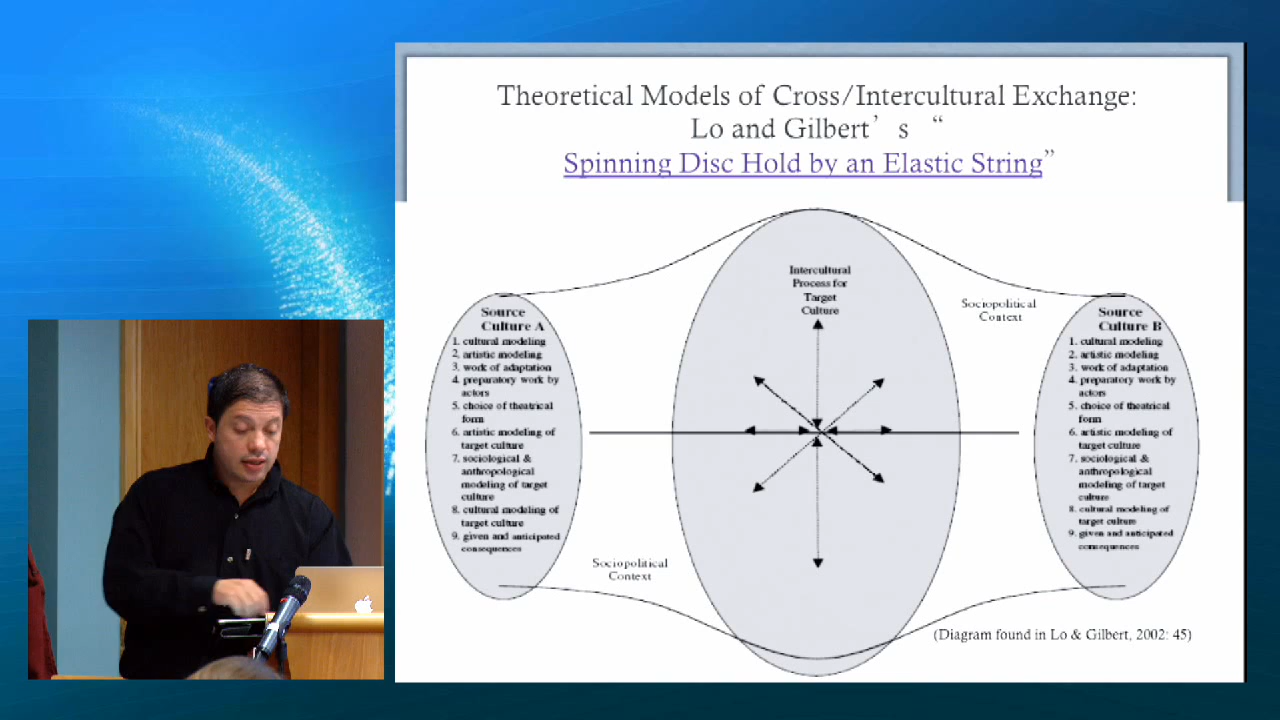 Theoretical Models of Cross/Intercultural Exchange:
Lo and Gilbert’ s “
Spinning Disc Hold by an Elastic String”
Intercultural
Process for
Target
Culture
Sociopolitical
Context
Source
Culture A
1. cultural modeling
2. artistic modeling
3. work of adaptation
4. preparatory work by
actors
5. choice of theatrical
form
6. artistic modeling of
target culture
7. sociological &
anthropological
modeling of target
culture
8. cultural modeling of
target culture
9. given and anticipated
consequences
Source
Culture B
1. cultural modeling
2. artistic modeling
3. work of adaptation
4. preparatory work by
actors
5. choice of theatrical
form
6. artistic modeling of
target culture
7. sociological &
anthropological
modeling of target
culture
8. cultural modeling of
target culture
9. given and anticipated
consequences
Sociopolitical
Context
(Diagram found in Lo & Gilbert, 2002: 45)